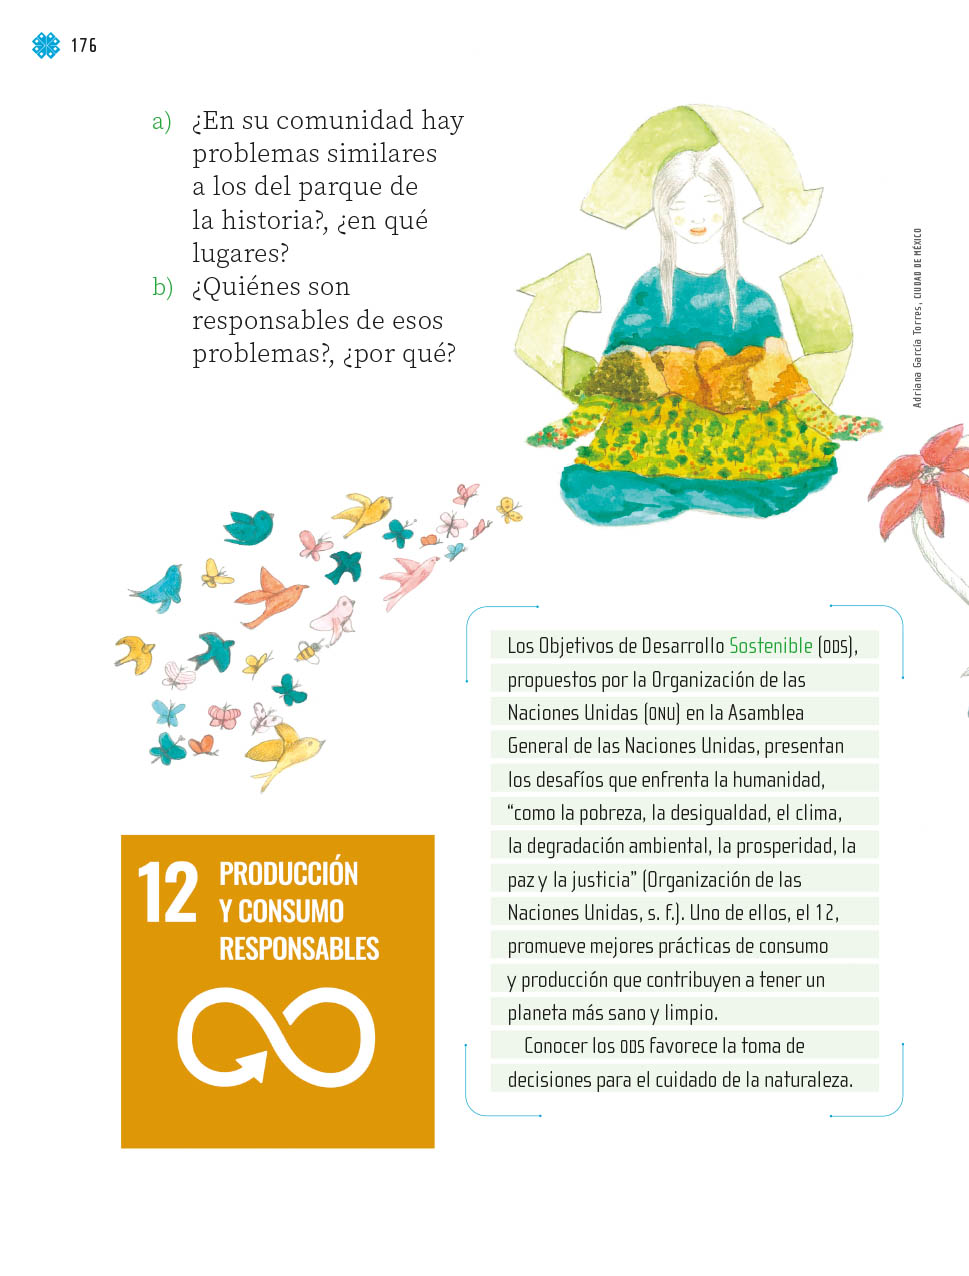 176
a) ¿En su comunidad hay
problemas similares
a los del parque de
la historia?, ¿en qué
lugares?
b) ¿Quiénes son
responsables de esos
problemas?, ¿por qué?
Adriana García Torres, CIUDAD DE MÉXICO
Los Objetivos de Desarrollo Sostenible (ODS),
propuestos por la Organización de las
Naciones Unidas (ONU) en la Asamblea
General de las Naciones Unidas, presentan
los desafíos que enfrenta la humanidad,
“como la pobreza, la desigualdad, el clima,
la degradación ambiental, la prosperidad, la
paz y la justicia” (Organización de las
Naciones Unidas, s. f.). Uno de ellos, el 12,
promueve mejores prácticas de consumo
y producción que contribuyen a tener un
planeta más sano y limpio.
Conocer los ODS favorece la toma de
decisiones para el cuidado de la naturaleza.
12 PRODUCCIÓN
Y CONSUMO
RESPONSABLES